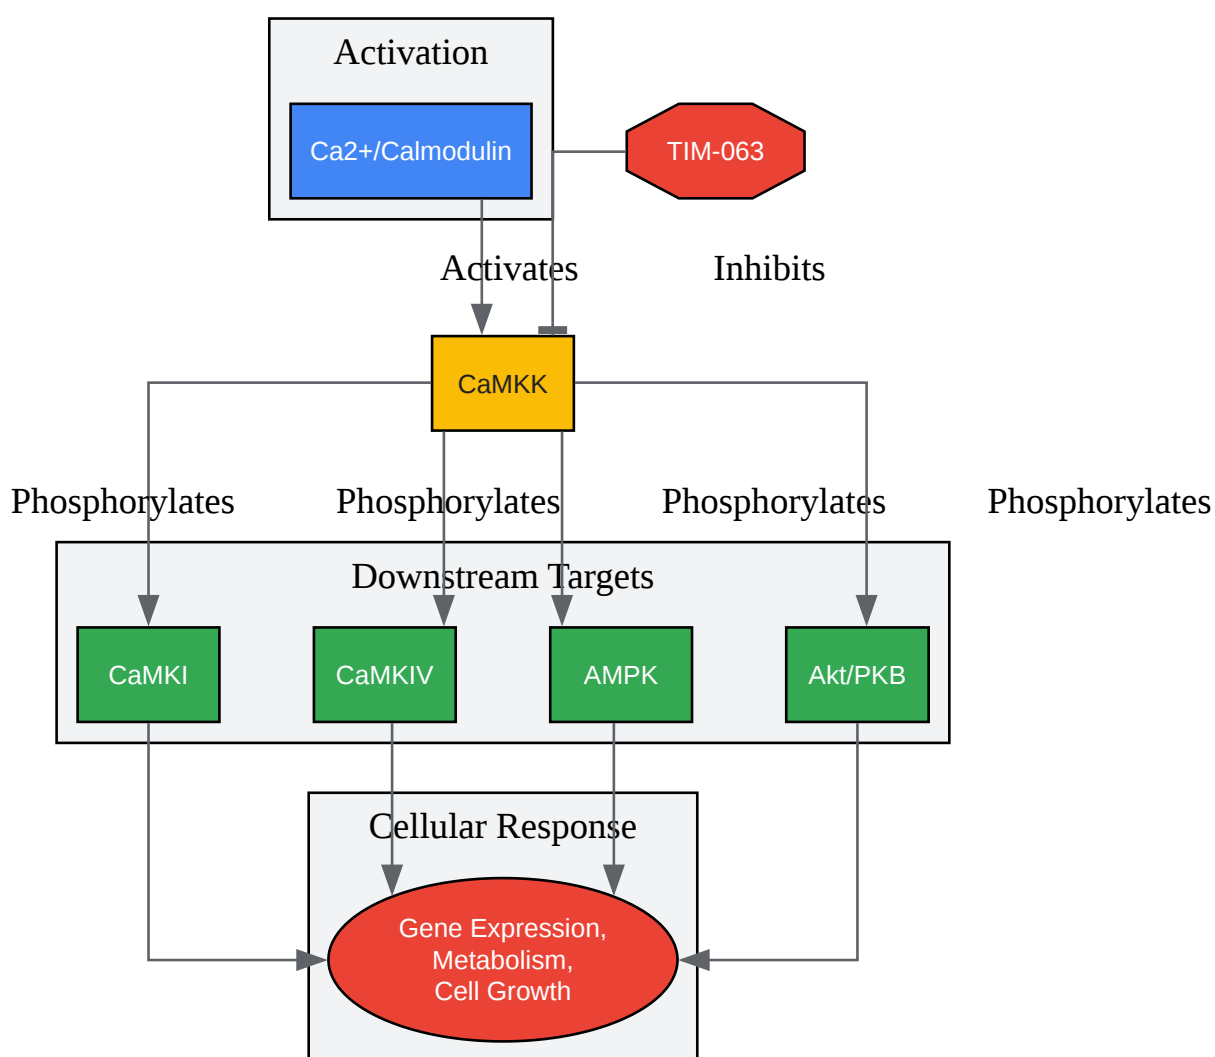 Activation
Ca2+/Calmodulin
TIM-063
Activates
Inhibits
CaMKK
Phosphorylates
Phosphorylates
Phosphorylates
Phosphorylates
Downstream Targets
CaMKI
CaMKIV
AMPK
Akt/PKB
Cellular Response
Gene Expression,
Metabolism,
Cell Growth